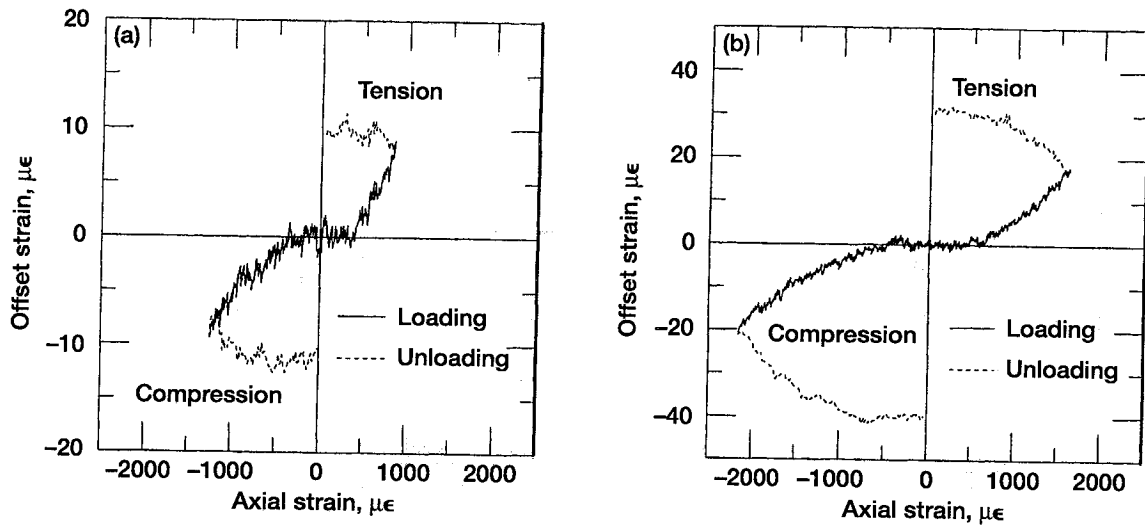 (a)
20
10
0
−10
−20
Offset strain, με
Tension
Loading
Unloading
Compression
−2000 −1000 0 1000 2000
Axial strain, με
(b)
40
20
0
−20
−40
Offset strain, με
Tension
Compression
Loading
Unloading
−2000 −1000 0 1000 2000
Axial strain, με